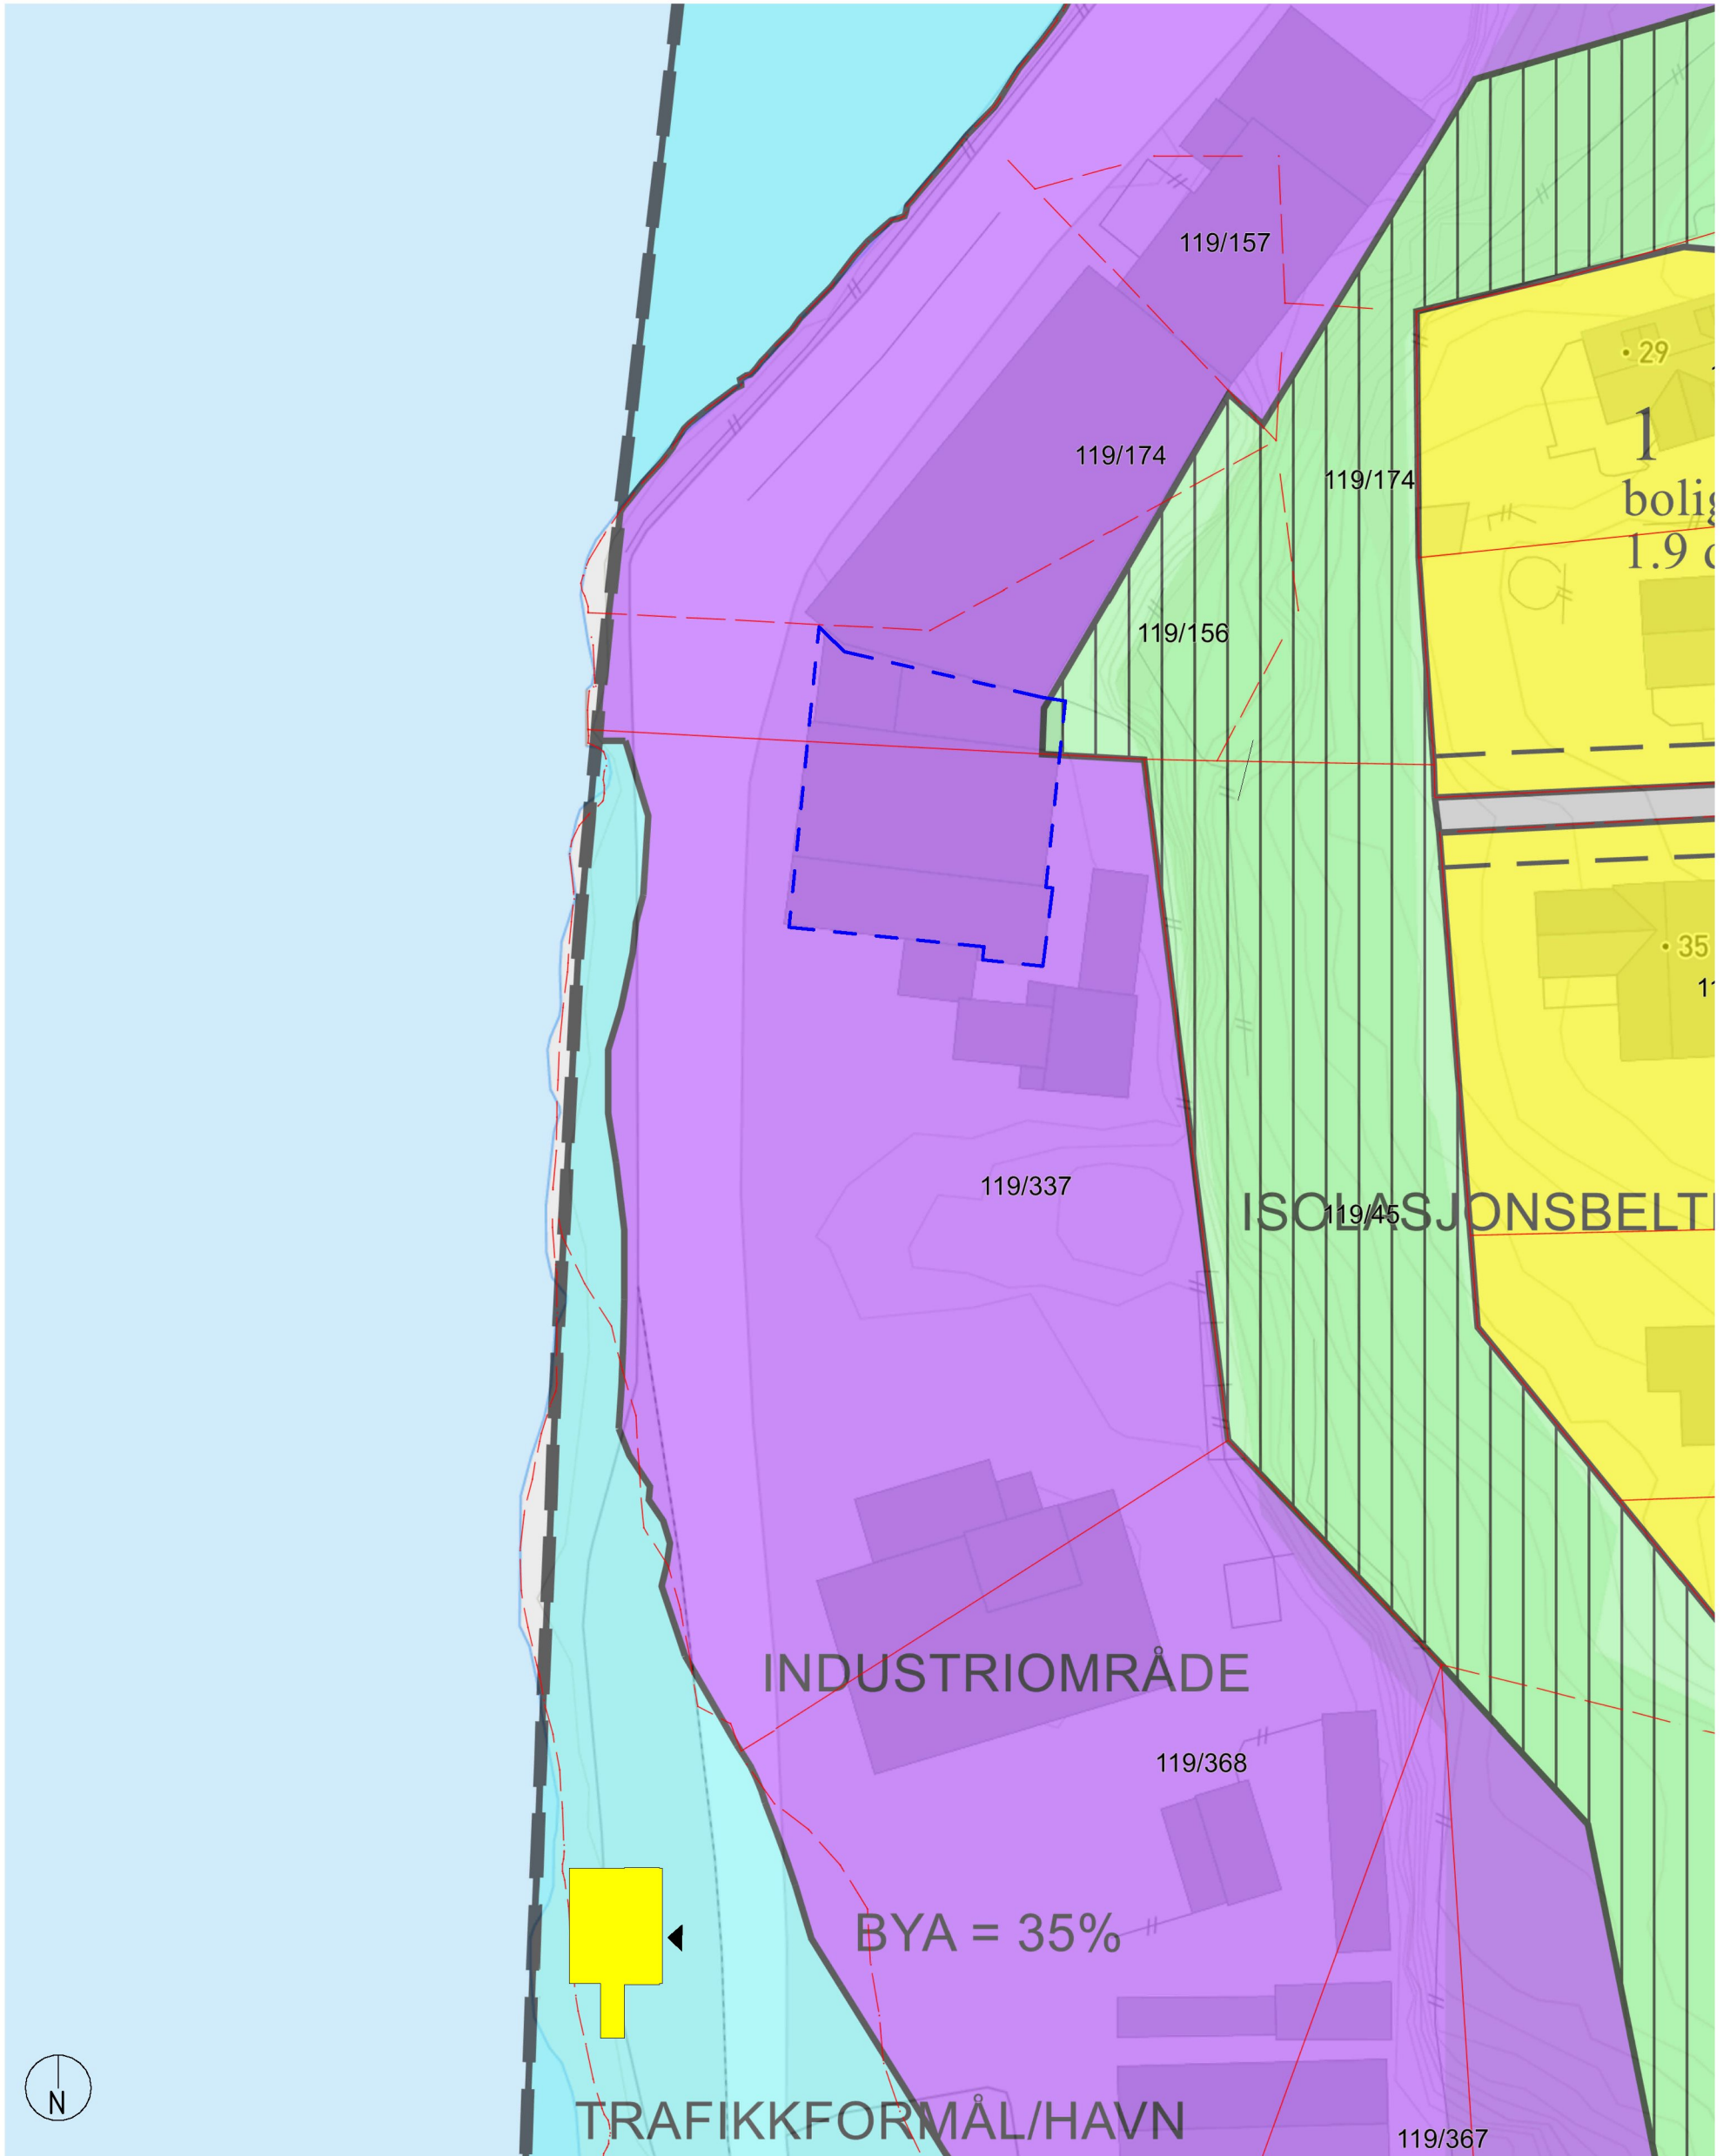 119/157
29
1
119/174
119/174
bolig
1.9 d
119/156
35
119/337
ISOLASJONSBELTE
119/45
INDUSTRIOMRÅDE
119/368
BYA = 35%
N
TRAFIKKFORMÅL/HAVN
119/367